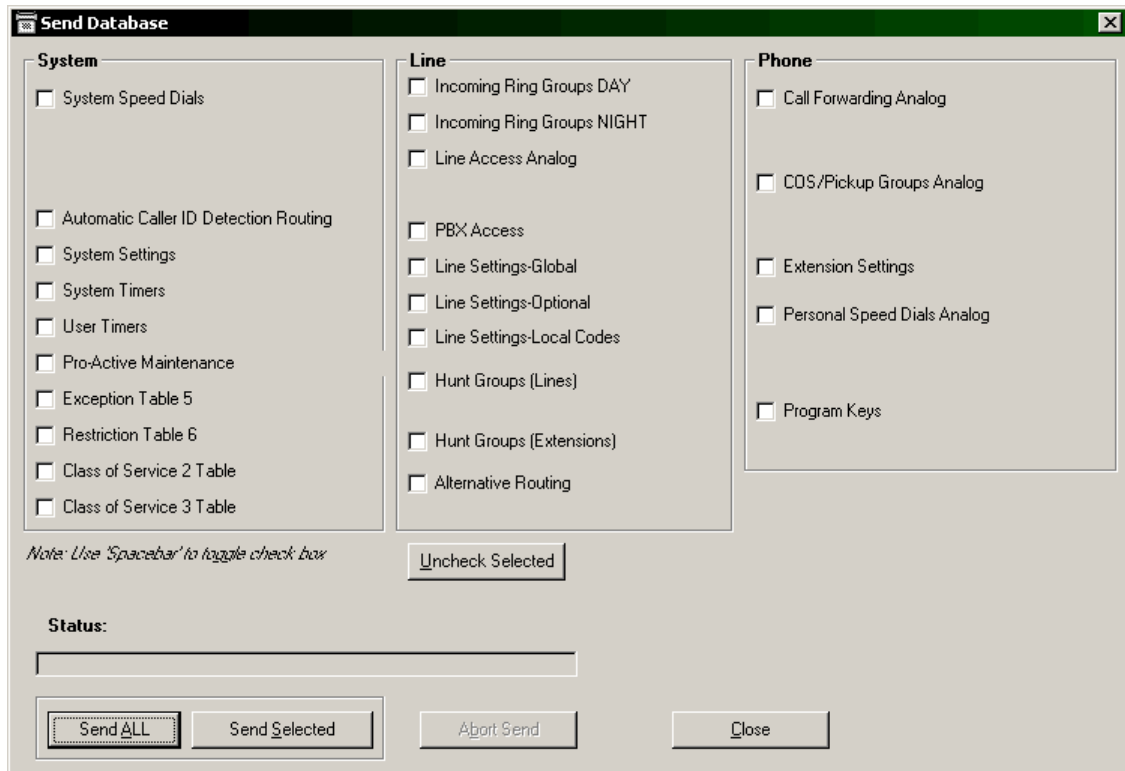 Send Database
System
System Speed Dials
Automatic Caller ID Detection Routing
System Settings
System Timers
User Timers
Pro-Active Maintenance
Exception Table 5
Restriction Table 6
Class of Service 2 Table
Class of Service 3 Table
Note: Use 'Spacebar' to toggle check box
Line
Incoming Ring Groups DAY
Incoming Ring Groups NIGHT
Line Access Analog
PBX Access
Line Settings-Global
Line Settings-Optional
Line Settings-Local Codes
Hunt Groups (Lines)
Hunt Groups (Extensions)
Alternative Routing
Uncheck Selected
Phone
Call Forwarding Analog
COS/Pickup Groups Analog
Extension Settings
Personal Speed Dials Analog
Program Keys
Status:
Send ALL
Send Selected
Abort Send
Close